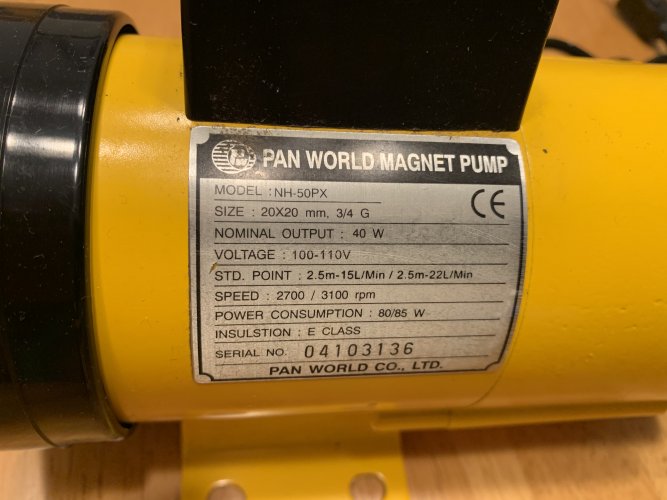 PAN WORLD MAGNET PUMP
MODEL : NH-50PX
CE
SIZE : 20X20 mm, 3/4 G
NOMINAL OUTPUT : 40 W
VOLTAGE : 100-110V
STD. POINT : 2.5m-15L/Min / 2.5m-22L/Min
SPEED : 2700 / 3100 rpm
POWER CONSUMPTION : 80/85 W
INSULSTION : E CLASS
SERIAL NO. 04103136
PAN WORLD CO., LTD.